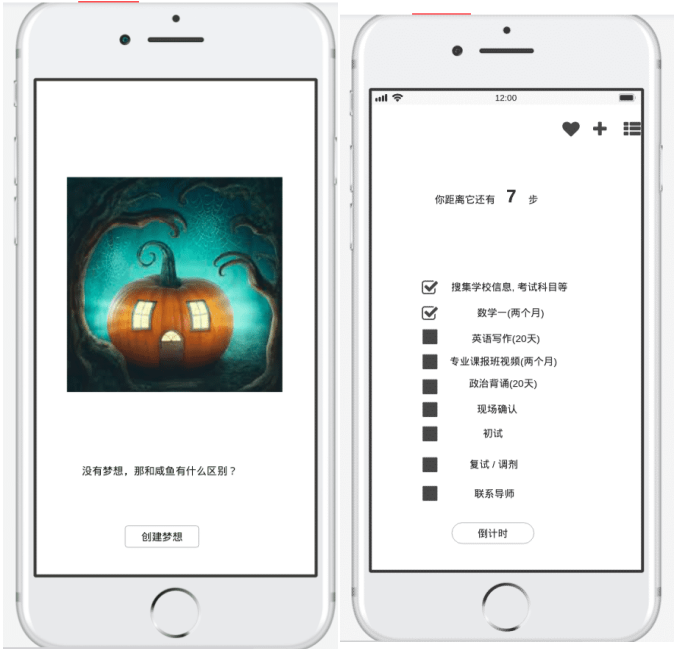 没有梦想，那和咸鱼有什么区别？
创建梦想
12:00
你距离它还有 7 步
搜集学校信息, 考试科目等
数学一(两个月)
英语写作(20天)
专业课报班视频(两个月)
政治背诵(20天)
现场确认
初试
复试 / 调剂
联系导师
倒计时